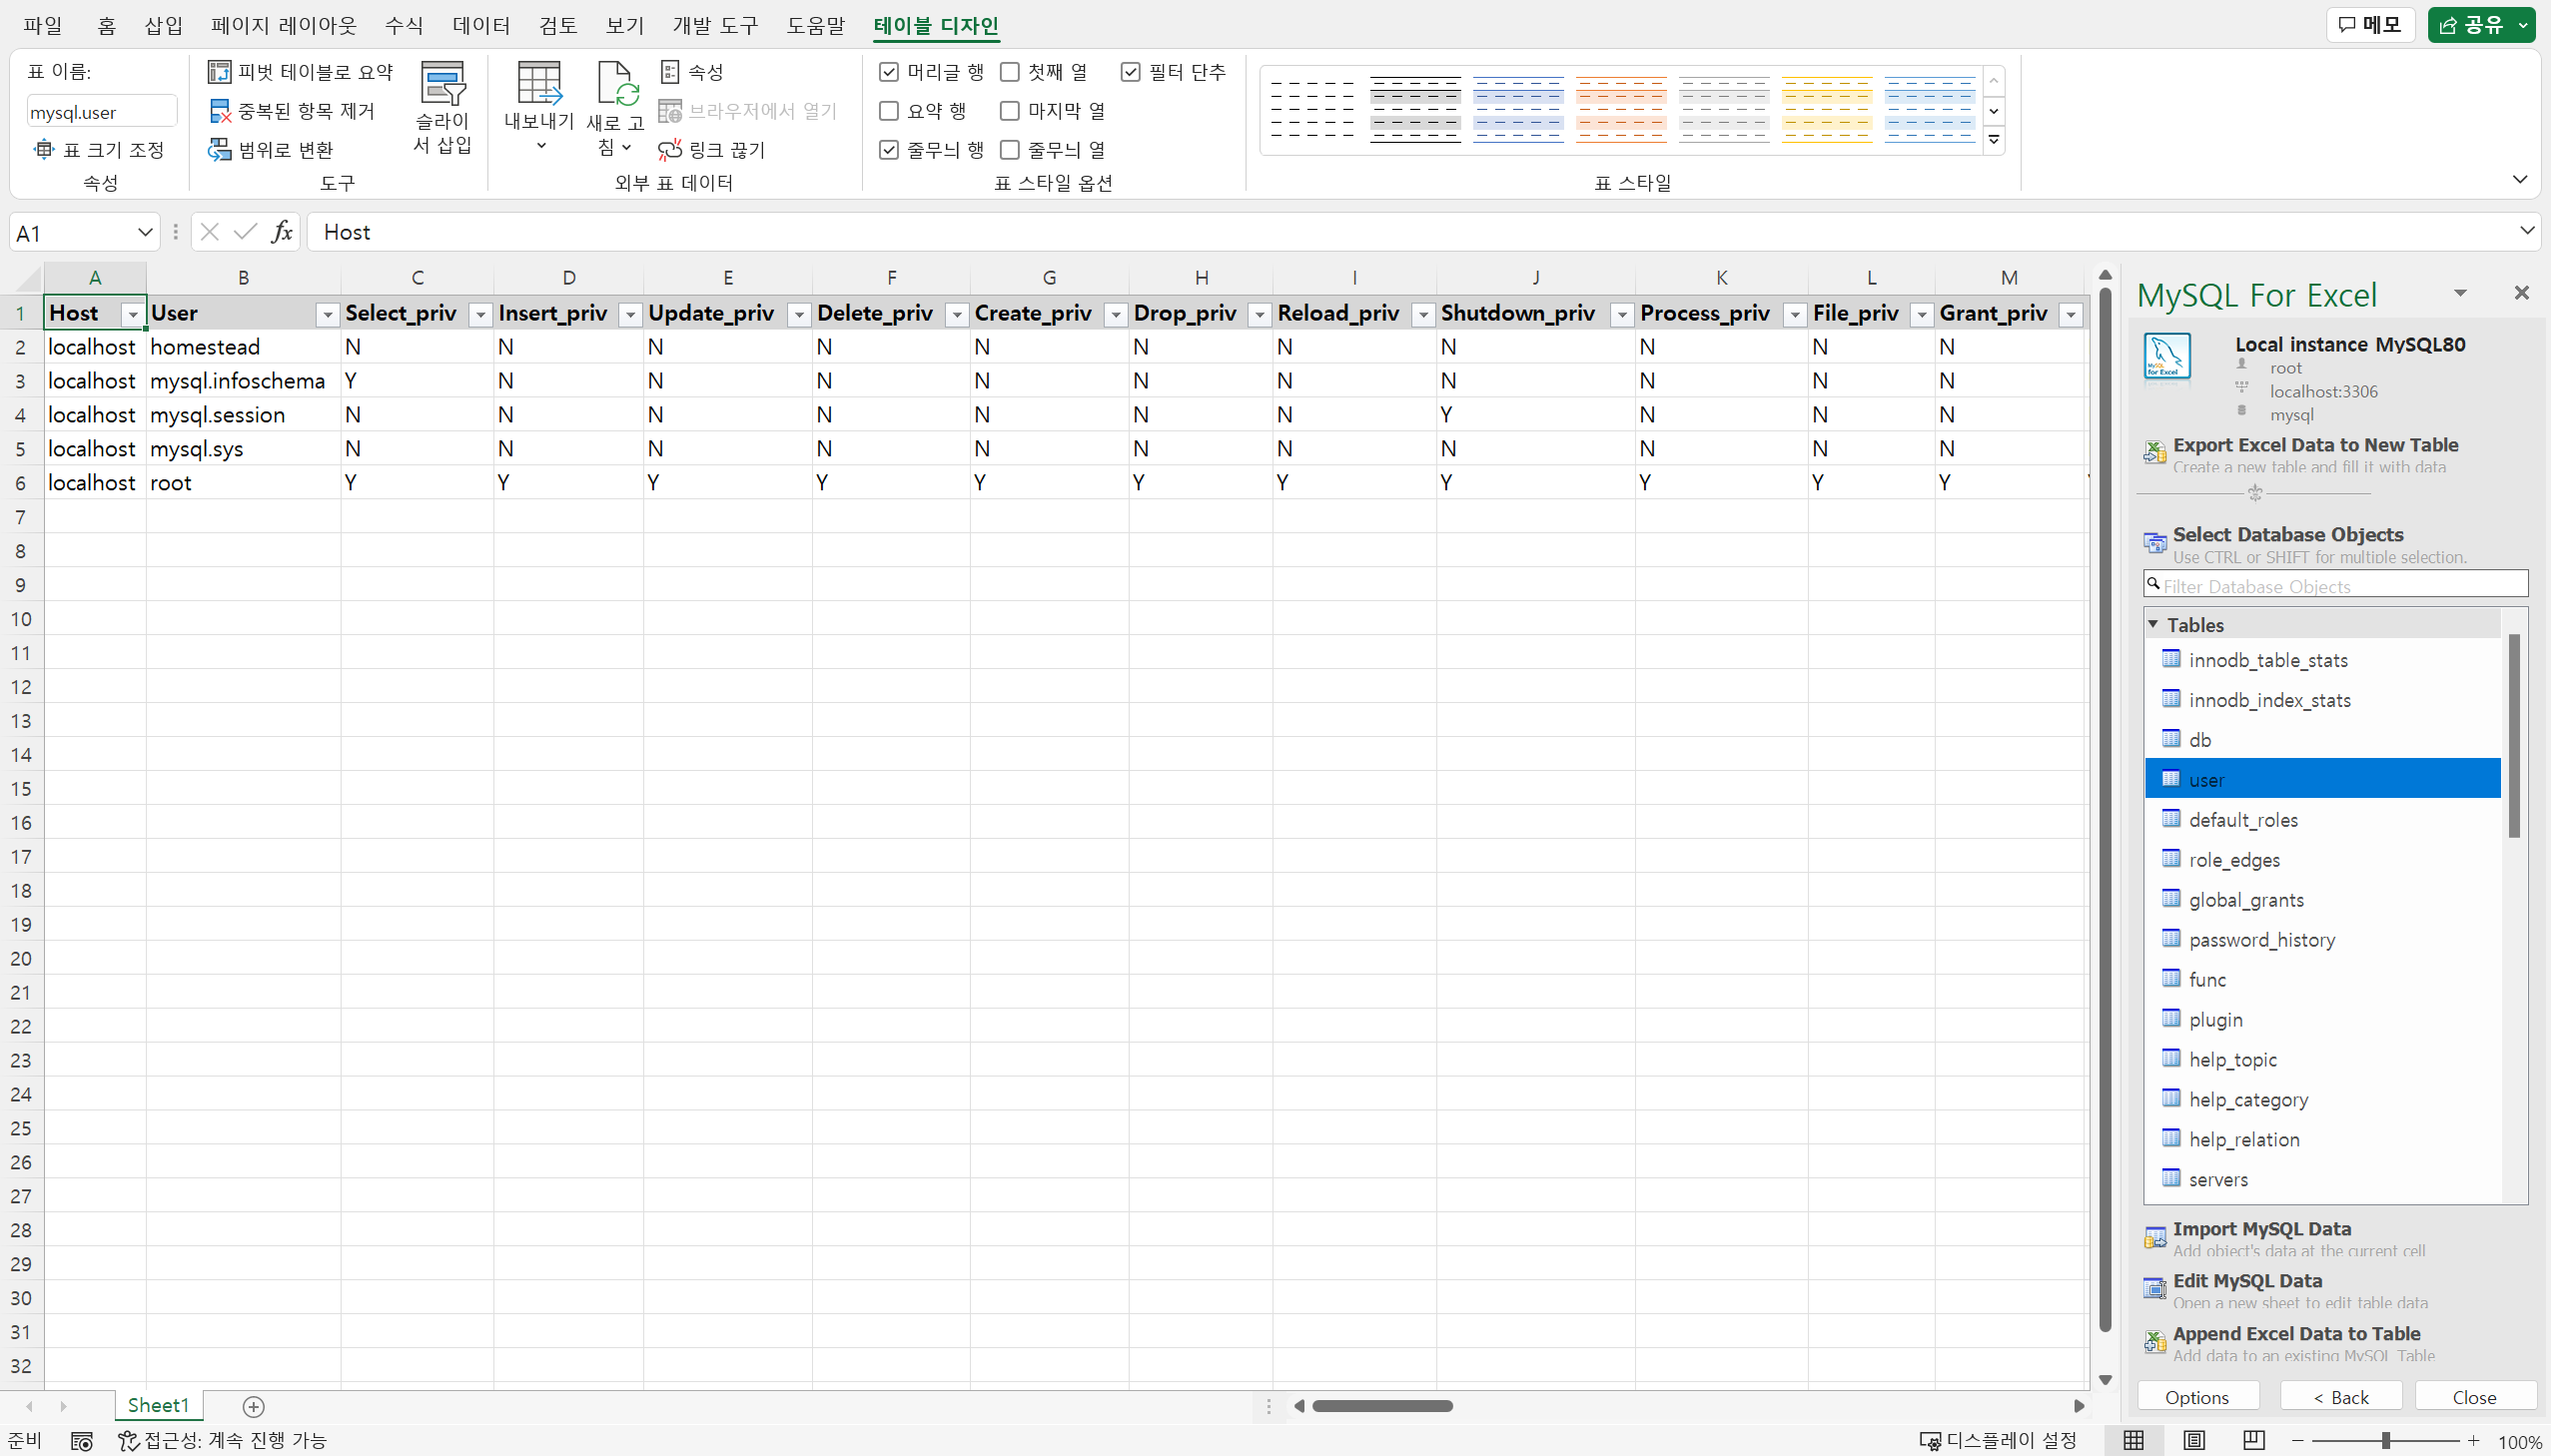 파일 홈 삽입 페이지 레이아웃 수식 데이터 검토 보기 개발 도구 도움말 테이블 디자인 메모 공유
표 이름:
mysql.user
표 크기 조정
속성
피벗 테이블로 요약
중복된 항목 제거
범위로 변환
슬라이
서 삽입
도구
내보내기
새로 고
침
속성
브라우저에서 열기
링크 끊기
외부 표 데이터
머리글 행 첫째 열 필터 단추
요약 행 마지막 열
줄무늬 행 줄무늬 열
표 스타일 옵션
표 스타일
A1 fx Host
A B C D E F G H I J K L M
1 Host User Select_priv Insert_priv Update_priv Delete_priv Create_priv Drop_priv Reload_priv Shutdown_priv Process_priv File_priv Grant_priv
2 localhost homestead N N N N N N N N N N N
3 localhost mysql.infoschema Y N N N N N N N N N N
4 localhost mysql.session N N N N N N N Y N N N
5 localhost mysql.sys N N N N N N N N N N N
6 localhost root Y Y Y Y Y Y Y Y Y Y Y
7
8
9
10
11
12
13
14
15
16
17
18
19
20
21
22
23
24
25
26
27
28
29
30
31
32
MySQL For Excel
MySQL for Excel
Local instance MySQL80
root
localhost:3306
mysql
Export Excel Data to New Table
Create a new table and fill it with data
Select Database Objects
Use CTRL or SHIFT for multiple selection.
Filter Database Objects
Tables
innodb_table_stats
innodb_index_stats
db
user
default_roles
role_edges
global_grants
password_history
func
plugin
help_topic
help_category
help_relation
servers
Import MySQL Data
Add object's data at the current cell
Edit MySQL Data
Open a new sheet to edit table data
Append Excel Data to Table
Add data to an existing MySQL Table
Options < Back Close
Sheet1
준비 접근성: 계속 진행 가능 디스플레이 설정 100%